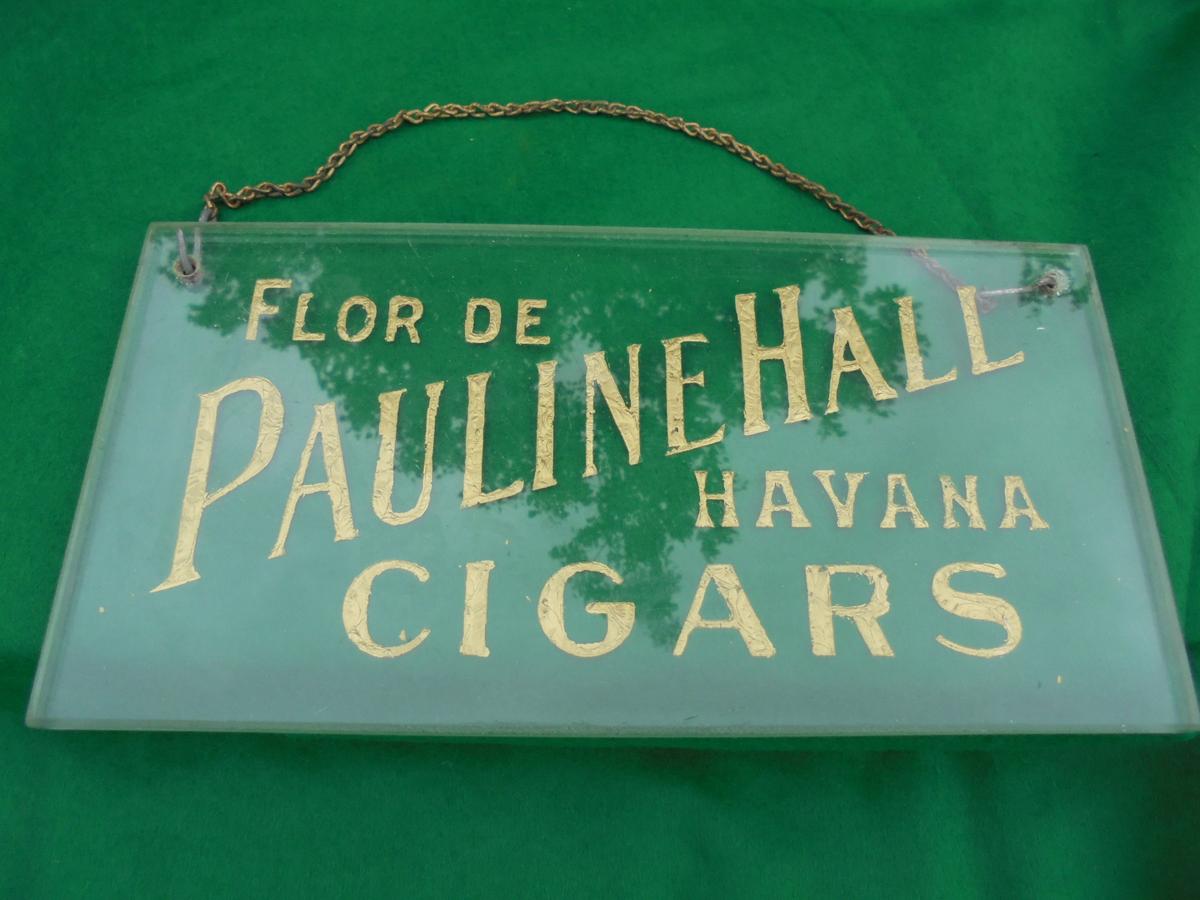 FLOR DE
PAULINE HALL
HAVANA
CIGARS